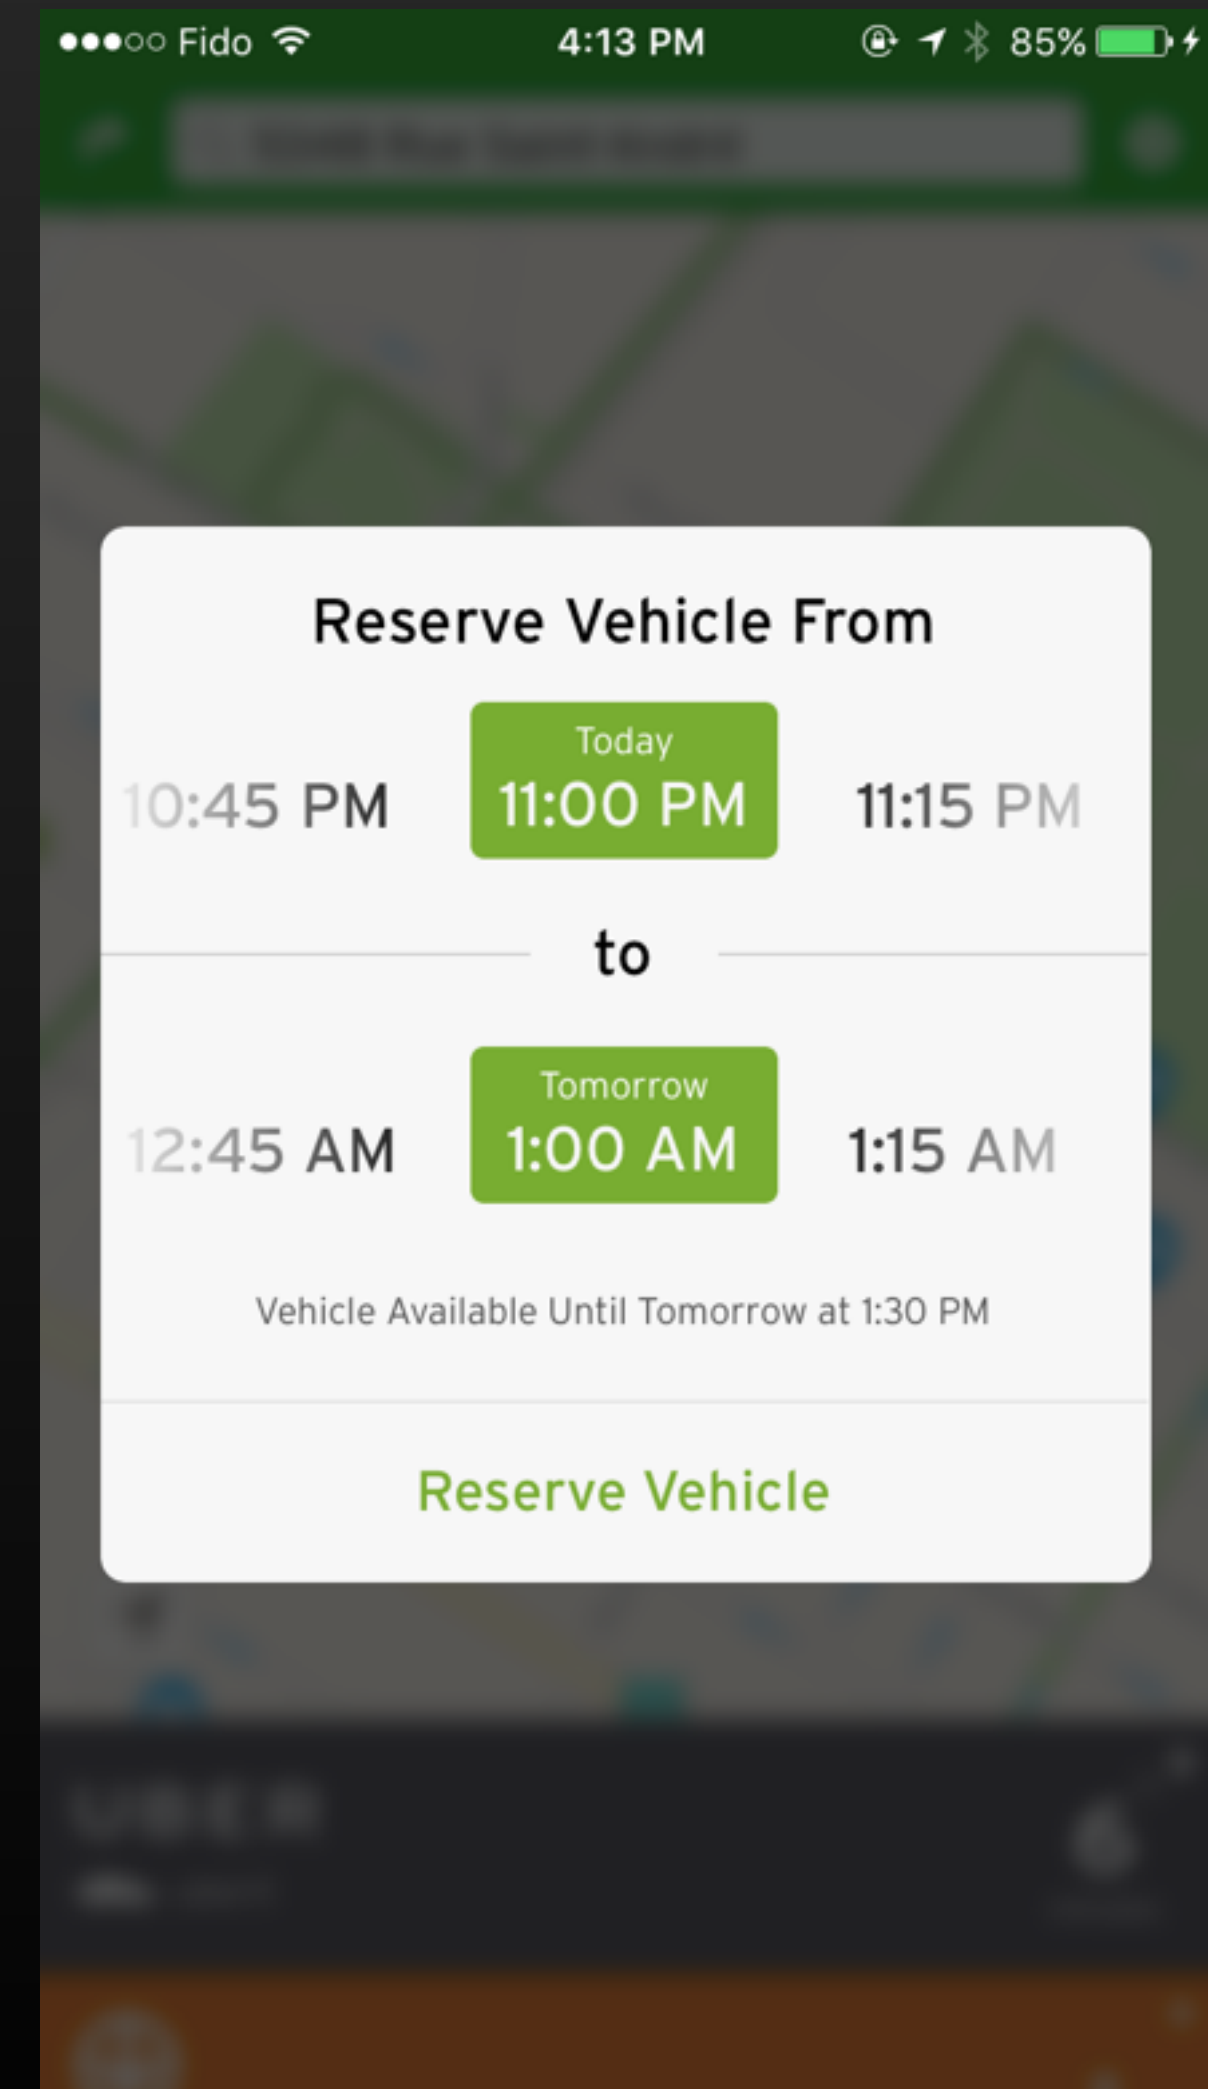 Fido 4:13 PM 85%
Reserve Vehicle From
Today
10:45 PM 11:00 PM 11:15 PM
to
Tomorrow
12:45 AM 1:00 AM 1:15 AM
Vehicle Available Until Tomorrow at 1:30 PM
Reserve Vehicle
UBER
6